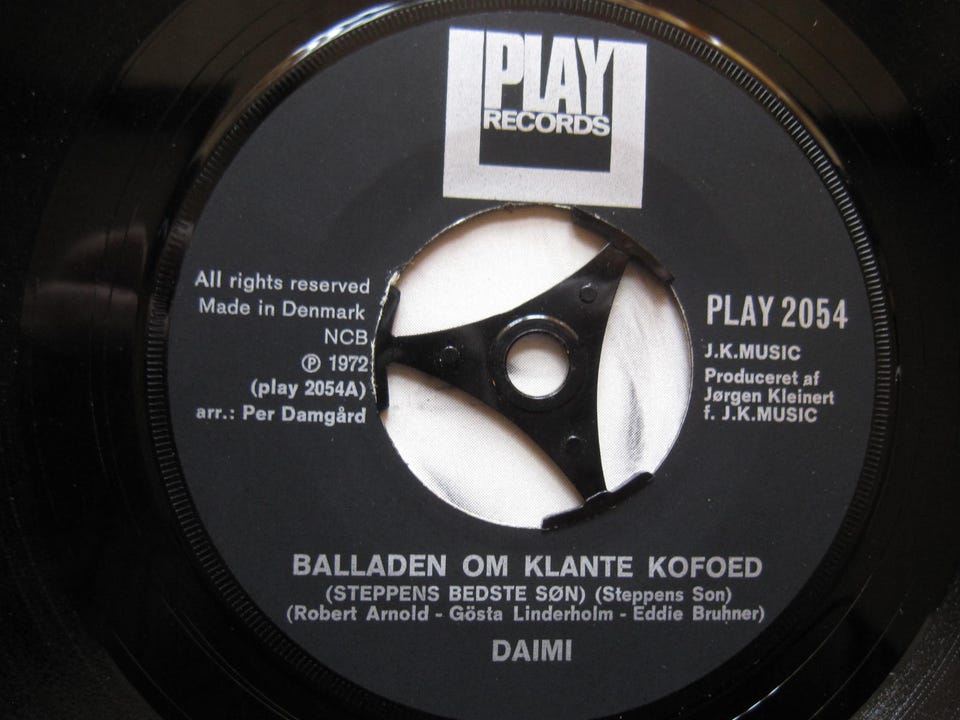 PLAY
RECORDS
All rights reserved
Made in Denmark
NCB
℗ 1972
(play 2054A)
arr.: Per Damgård
PLAY 2054
J.K.MUSIC
Produceret af
Jørgen Kleinert
f. J.K.MUSIC
BALLADEN OM KLANTE KOFOED
(STEPPENS BEDSTE SØN) (Steppens Son)
(Robert Arnold - Gösta Linderholm - Eddie Bruhner)
DAIMI